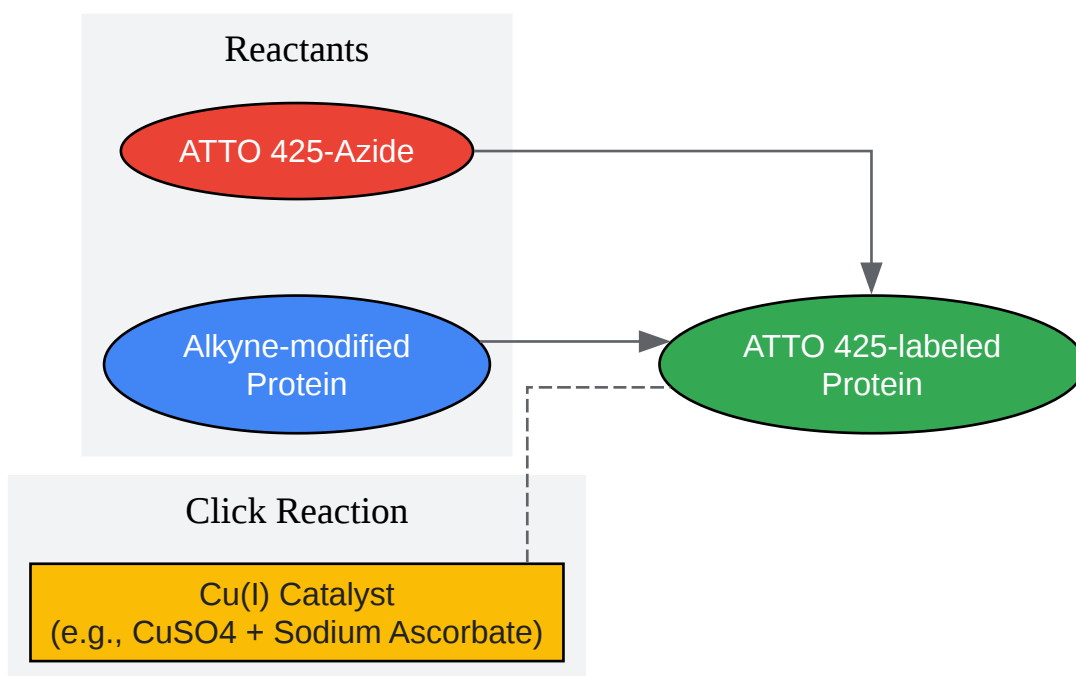 Reactants
ATTO 425-Azide
Alkyne-modified
Protein
ATTO 425-labeled
Protein
Click Reaction
Cu(I) Catalyst
(e.g., CuSO4 + Sodium Ascorbate)